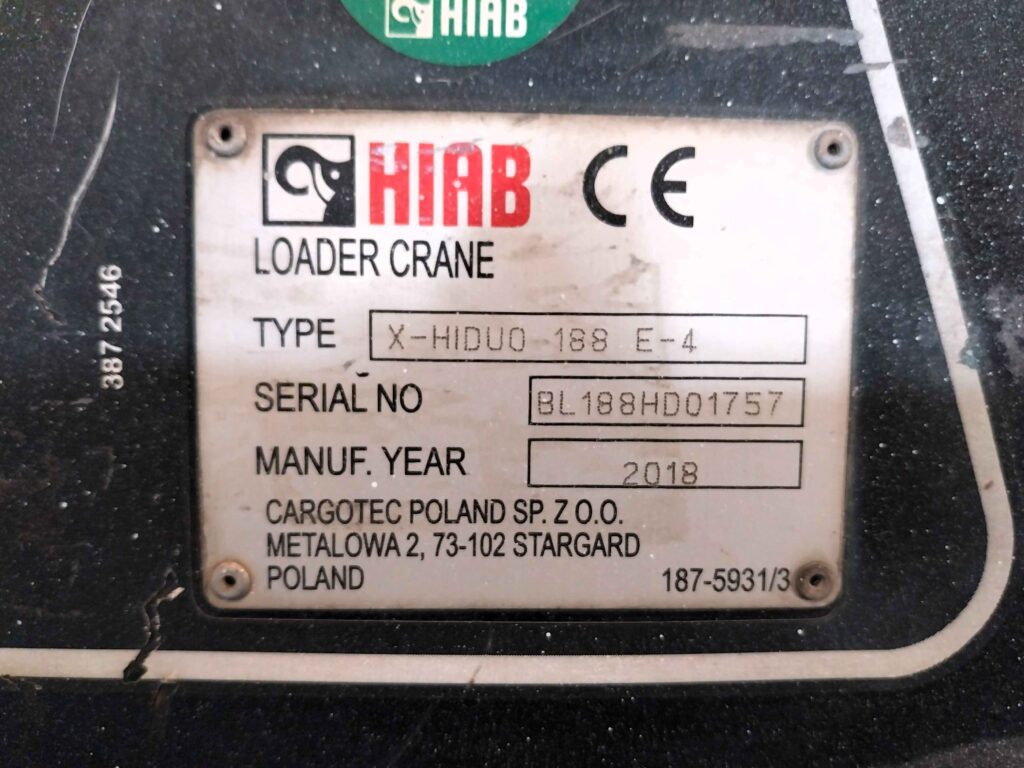 HIAB
HIAB CE
LOADER CRANE
TYPE X-HIDUO 188 E-4
SERIAL NO BL188HD01757
MANUF. YEAR 2018
CARGOTEC POLAND SP. Z O.O.
METALOWA 2, 73-102 STARGARD
POLAND 187-5931/3
387 2546